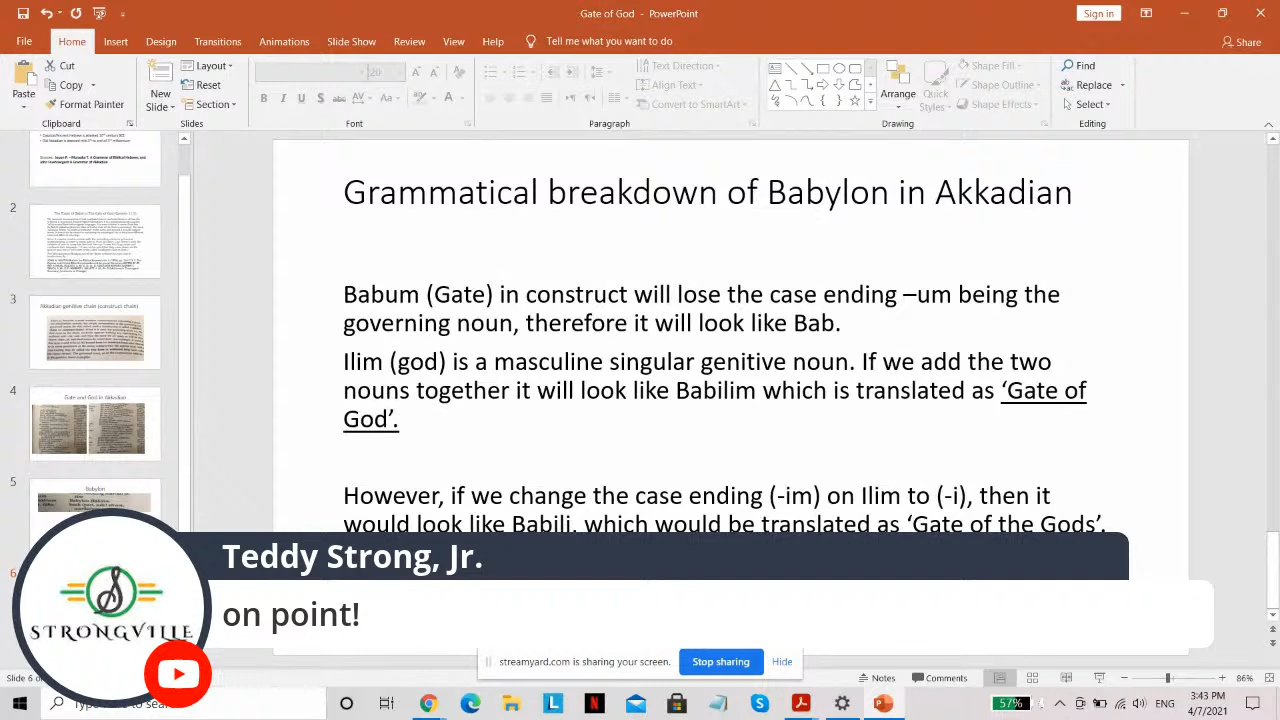 Gate of God - PowerPoint
Sign in
File Home Insert Design Transitions Animations Slide Show Review View Help Tell me what you want to do Share
Paste
Cut
Copy
Format Painter
Clipboard
New Slide
Layout
Reset
Section
Slides
20
Font
Text Direction
Align Text
Convert to SmartArt
Paragraph
Arrange
Quick Styles
Shape Fill
Shape Outline
Shape Effects
Drawing
Find
Replace
Select
Editing
Akkadian genitive chain (construct chain)
4
Gate and God in Akkadian
Babylon
6
Grammatical breakdown of Babylon in Akkadian
Babum (Gate) in construct will lose the case ending –um being the
governing noun, therefore it will look like Bab.
Ilim (god) is a masculine singular genitive noun. If we add the two
nouns together it will look like Babilim which is translated as ‘Gate of
God’.
However, if we change the case ending (-im) on Ilim to (-i), then it
would look like Babili, which would be translated as ‘Gate of the Gods’.
Teddy Strong, Jr.
on point!
STRONGVILLE
streamyard.com is sharing your screen. Stop sharing Hide
Slide 6 of
Notes Comments 86%
57%
3:43 PM
4/7/2021